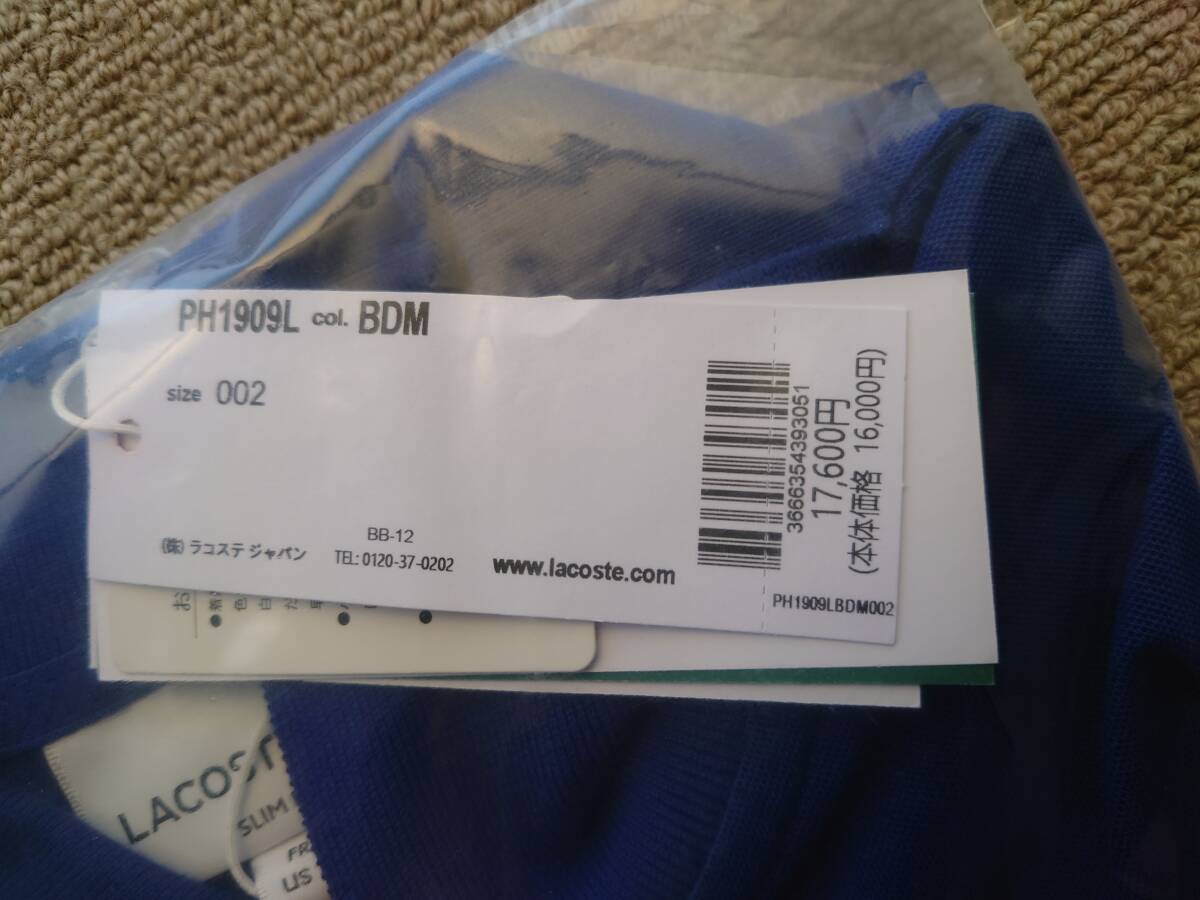 PH1909L col. BDM
size 002
BB-12
(株) ラコステ ジャパン TEL: 0120-37-0202 www.lacoste.com
3666354393051
17,600円
(本体価格 16,000円)
PH1909LBDM002
SLIM
US